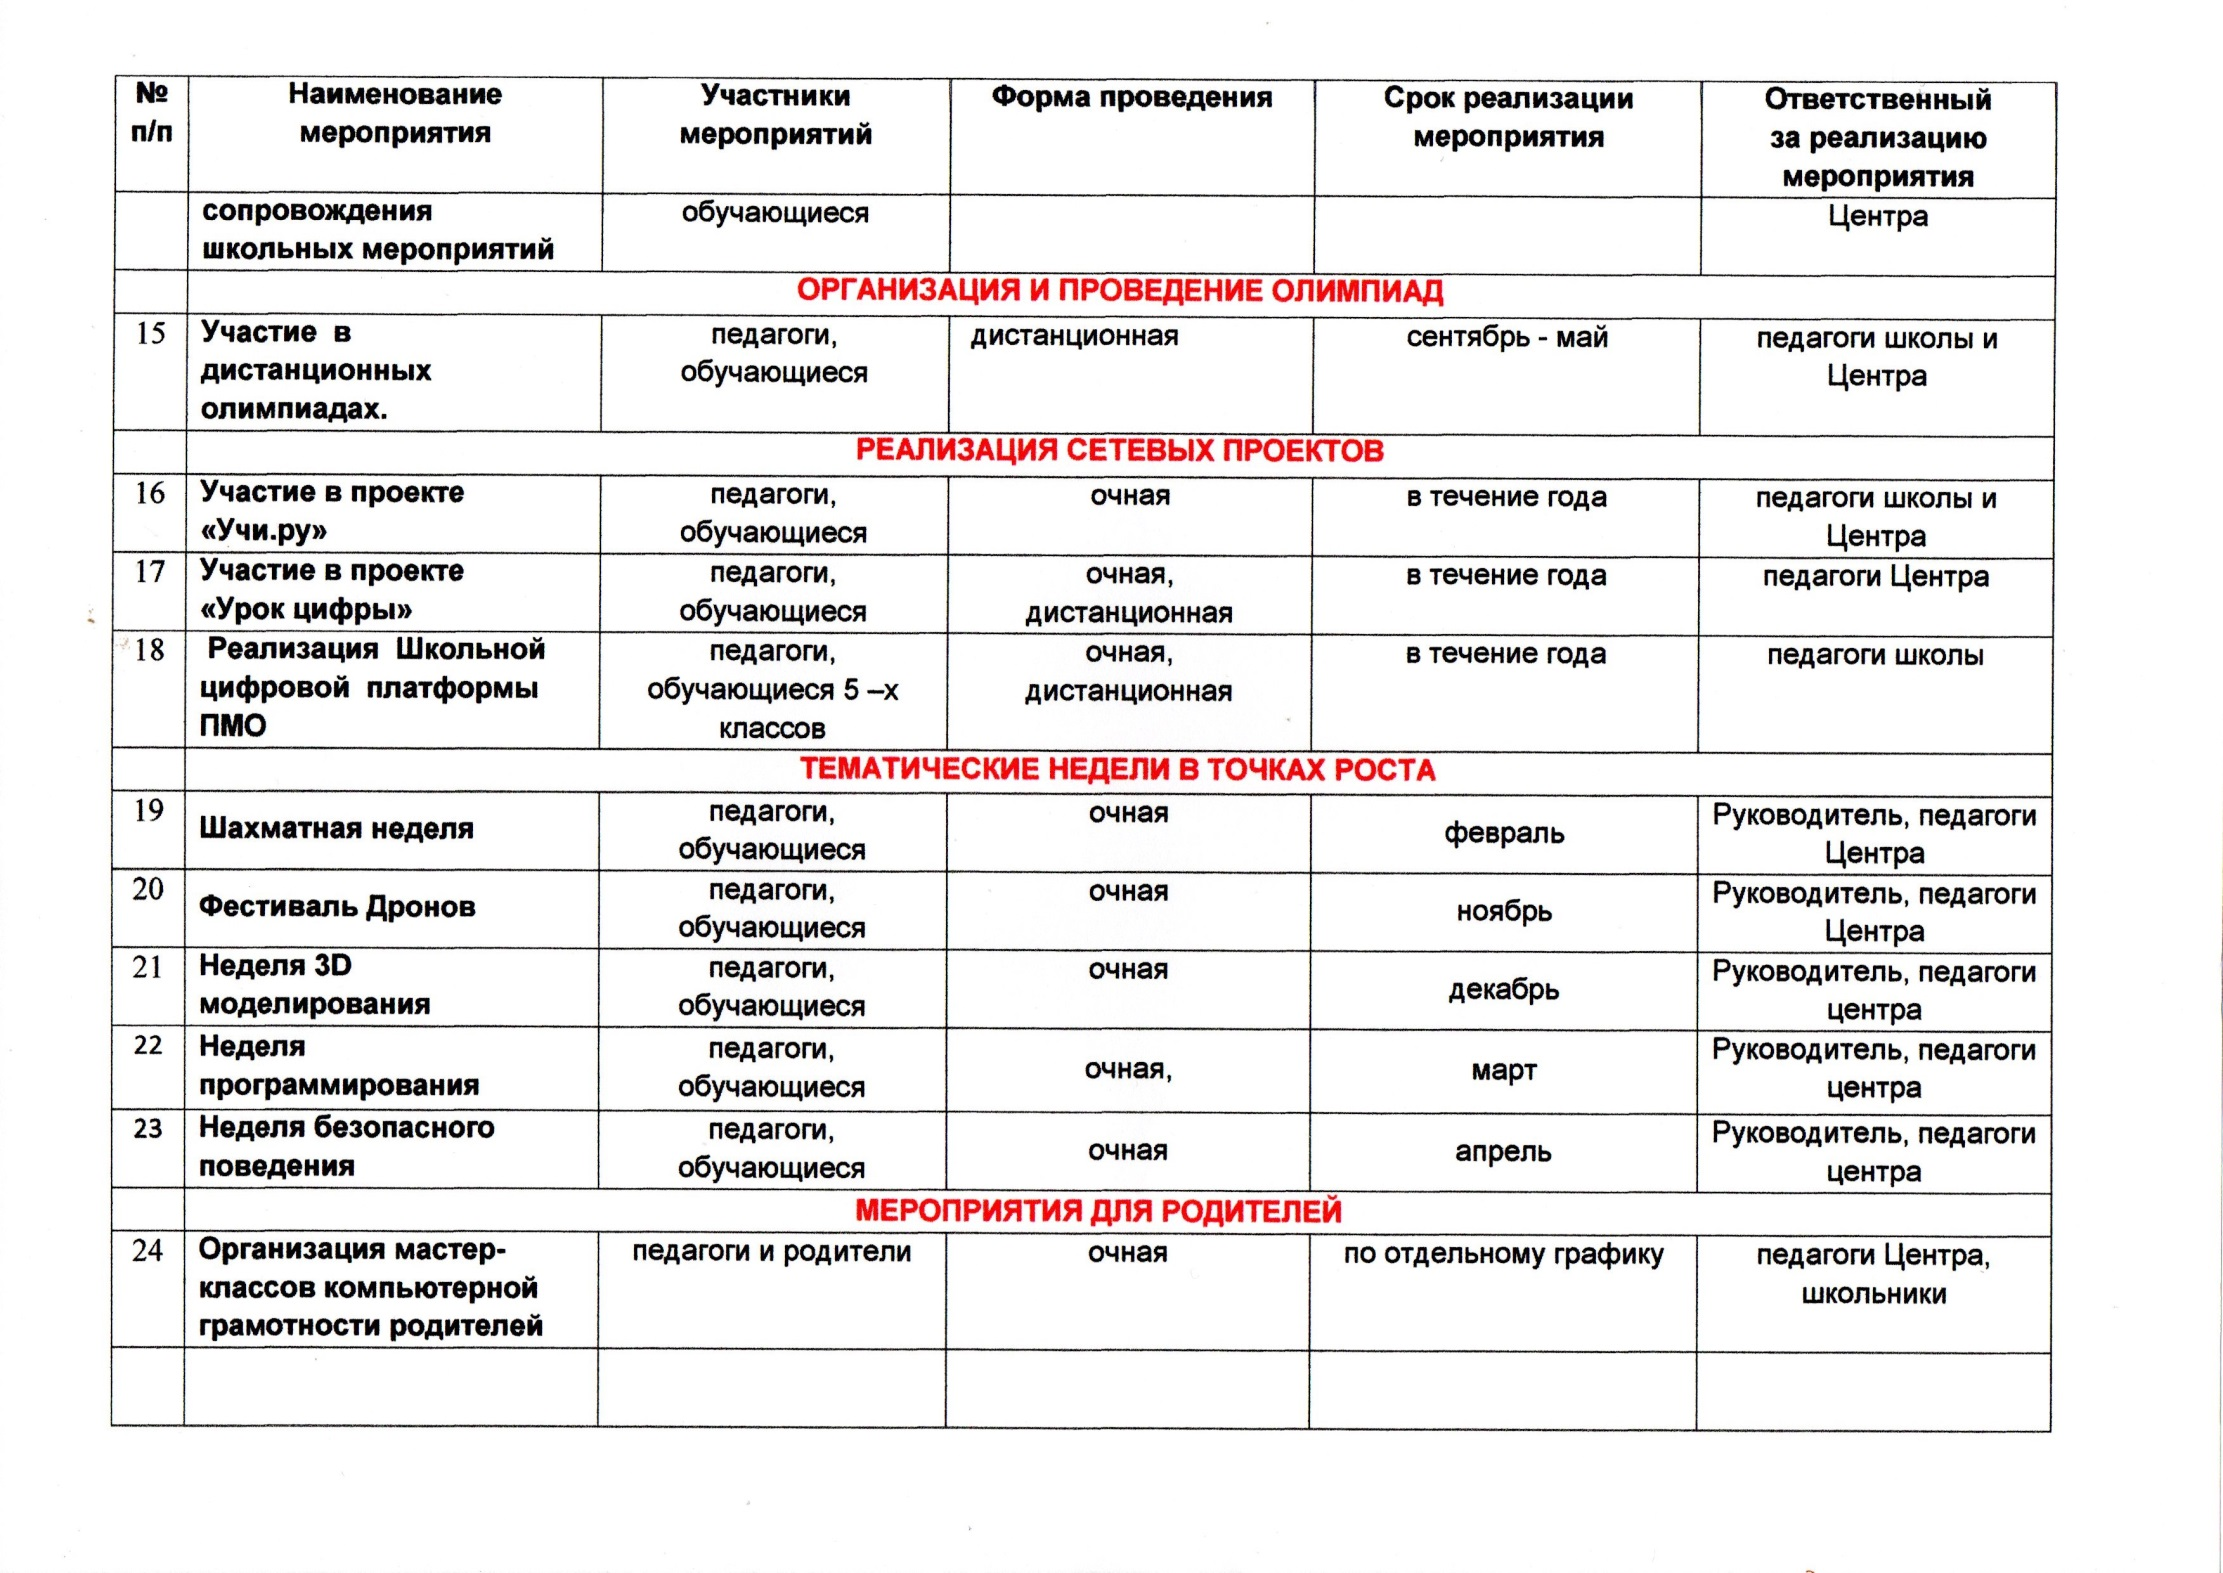 № п/п
Наименование мероприятия
Участники мероприятий
Форма проведения
Срок реализации мероприятия
Ответственный за реализацию мероприятия
сопровождения
школьных мероприятий
обучающиеся
Центра
ОРГАНИЗАЦИЯ И ПРОВЕДЕНИЕ ОЛИМПИАД
15
Участие в
дистанционных
олимпиадах.
педагоги,
обучающиеся
дистанционная
сентябрь - май
педагоги школы и
Центра
РЕАЛИЗАЦИЯ СЕТЕВЫХ ПРОЕКТОВ
16
Участие в проекте
«Учи.ру»
педагоги,
обучающиеся
очная
в течение года
педагоги школы и
Центра
17
Участие в проекте
«Урок цифры»
педагоги,
обучающиеся
очная,
дистанционная
в течение года
педагоги Центра
18
Реализация Школьной
цифровой платформы
ПМО
педагоги,
обучающиеся 5 –х
классов
очная,
дистанционная
в течение года
педагоги школы
ТЕМАТИЧЕСКИЕ НЕДЕЛИ В ТОЧКАХ РОСТА
19
Шахматная неделя
педагоги,
обучающиеся
очная
февраль
Руководитель, педагоги
Центра
20
Фестиваль Дронов
педагоги,
обучающиеся
очная
ноябрь
Руководитель, педагоги
Центра
21
Неделя 3D
моделирования
педагоги,
обучающиеся
очная
декабрь
Руководитель, педагоги
центра
22
Неделя
программирования
педагоги,
обучающиеся
очная,
март
Руководитель, педагоги
центра
23
Неделя безопасного
поведения
педагоги,
обучающиеся
очная
апрель
Руководитель, педагоги
центра
МЕРОПРИЯТИЯ ДЛЯ РОДИТЕЛЕЙ
24
Организация мастер-
классов компьютерной
грамотности родителей
педагоги и родители
очная
по отдельному графику
педагоги Центра,
школьники